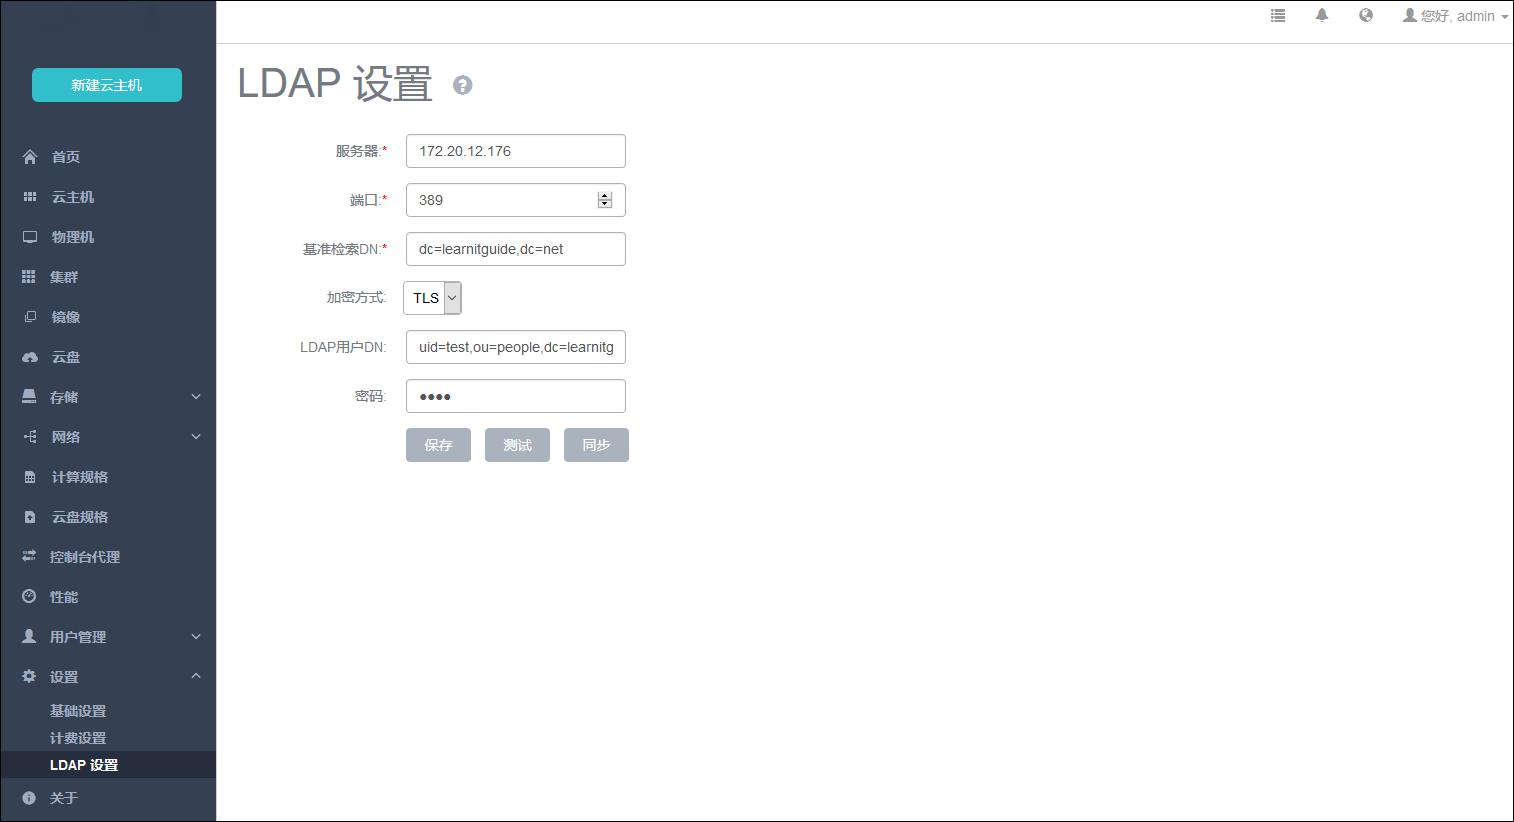 您好, admin
新建云主机
首页
云主机
物理机
集群
镜像
云盘
存储
网络
计算规格
云盘规格
控制台代理
性能
用户管理
设置
基础设置
计费设置
LDAP 设置
关于
LDAP 设置
服务器:* 172.20.12.176
端口:* 389
基准检索DN:* dc=learnitguide,dc=net
加密方式: TLS
LDAP用户DN: uid=test,ou=people,dc=learnitg
密码: ●●●●
保存 测试 同步